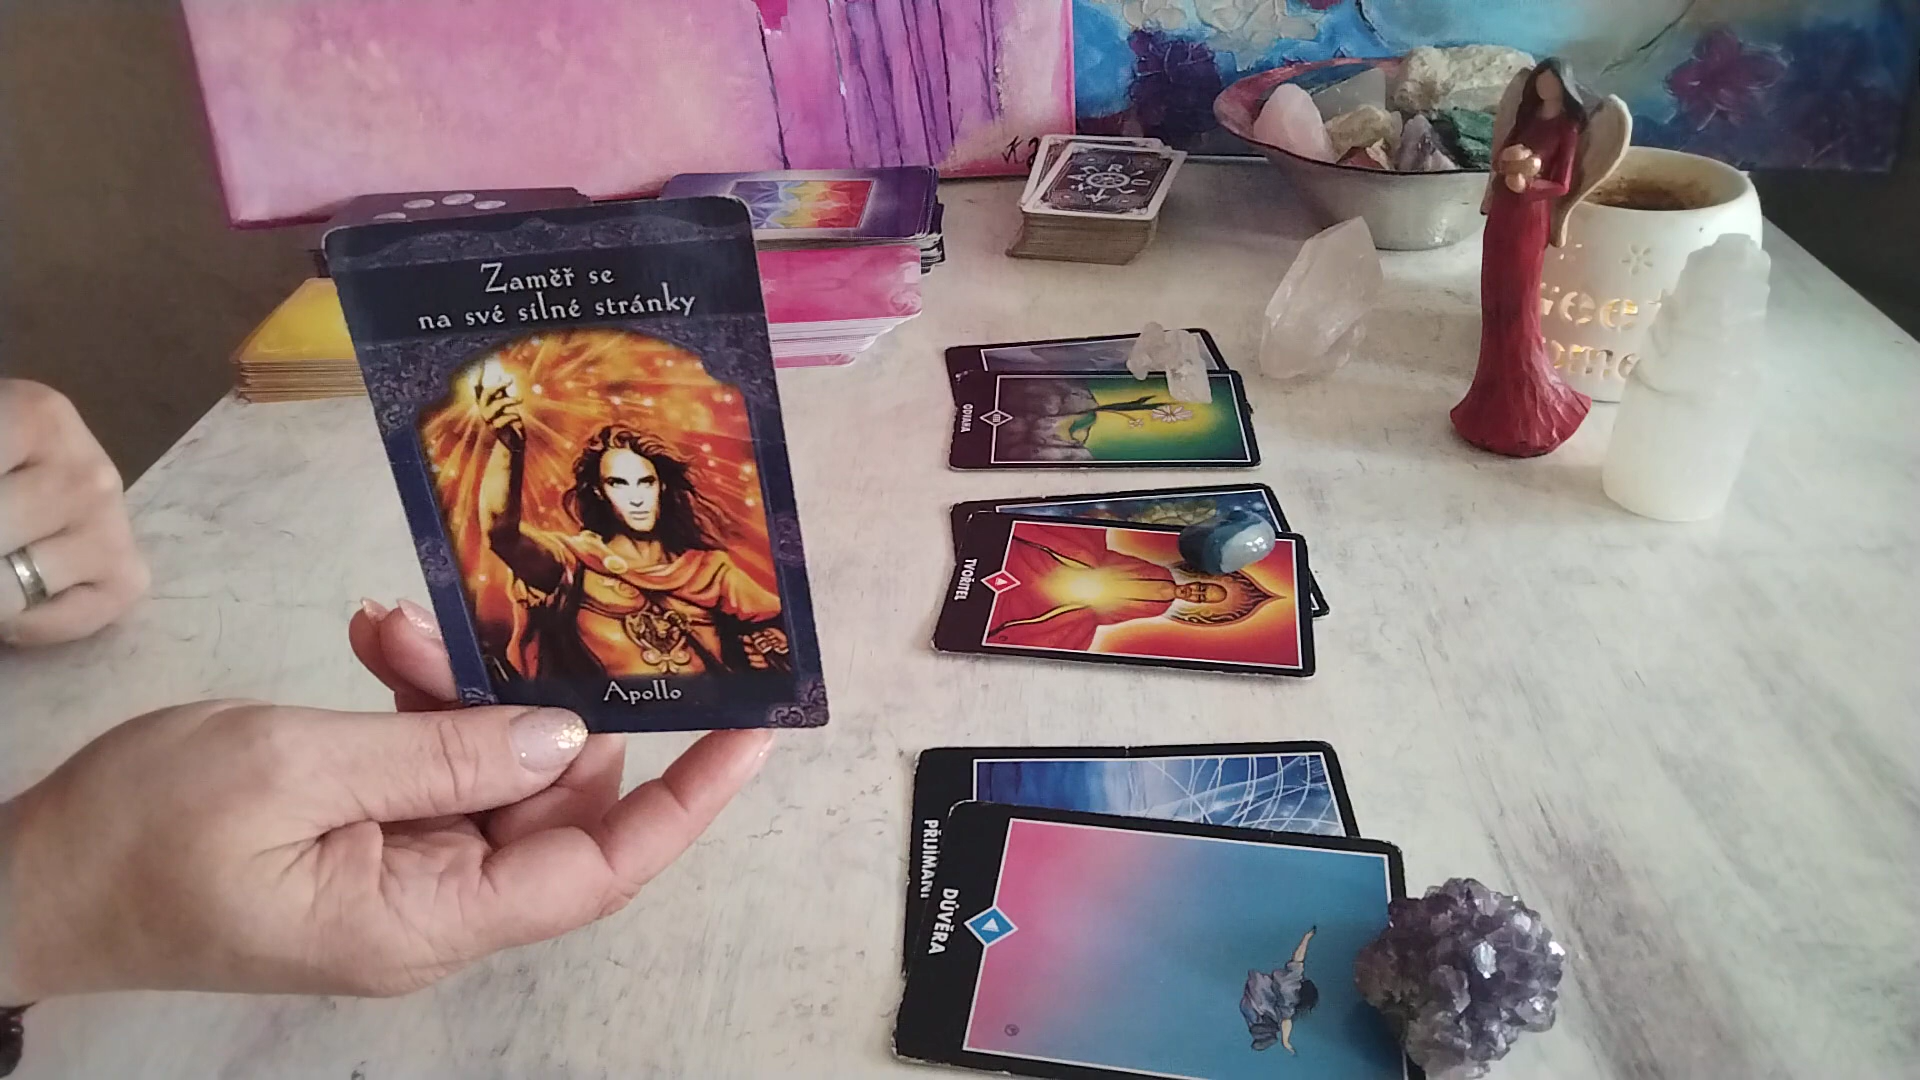 Zaměř se
na své silné stránky
Apollo
ODVAHA
TVOŘITEL
PŘIJÍMÁNÍ
DŮVĚRA